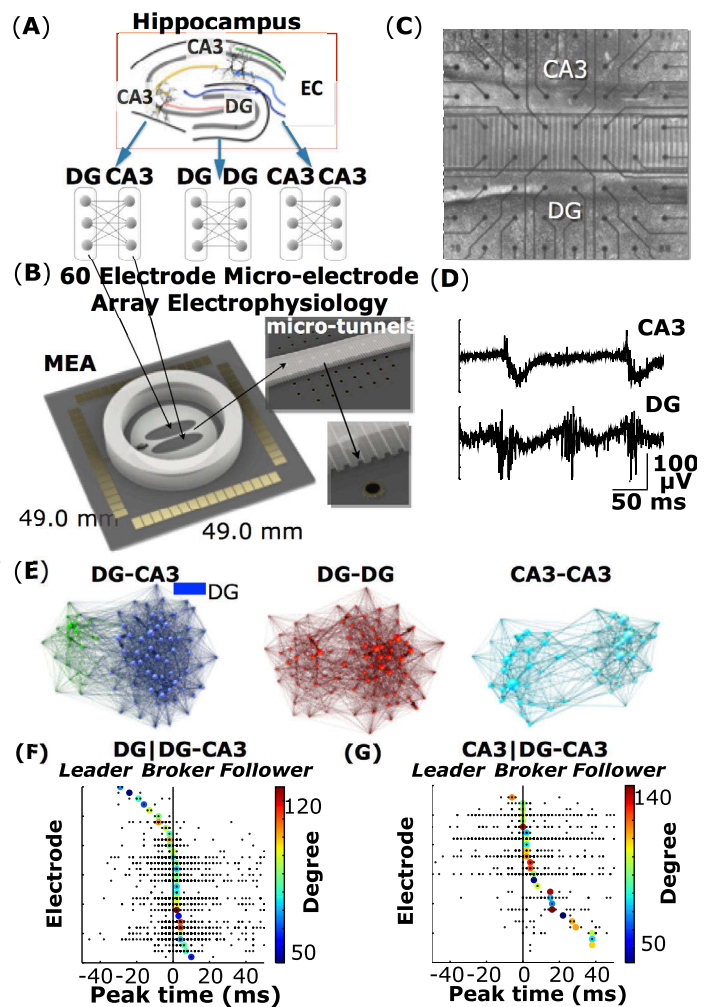 (A)
Hippocampus
CA3
CA3
EC
DG
DG CA3
DG DG
CA3 CA3
(B)
60 Electrode Micro-electrode
Array Electrophysiology
micro-tunnels
MEA
49.0 mm
49.0 mm
(C)
CA3
DG
(D)
CA3
DG
100
µV
50 ms
(E)
DG-CA3
DG
DG-DG
CA3-CA3
(F)
DG|DG-CA3
Leader Broker Follower
Electrode
120
Degree
50
-40 -20 0 20 40
Peak time (ms)
(G)
CA3|DG-CA3
Leader Broker Follower
Electrode
140
Degree
50
-40 -20 0 20 40
Peak time (ms)